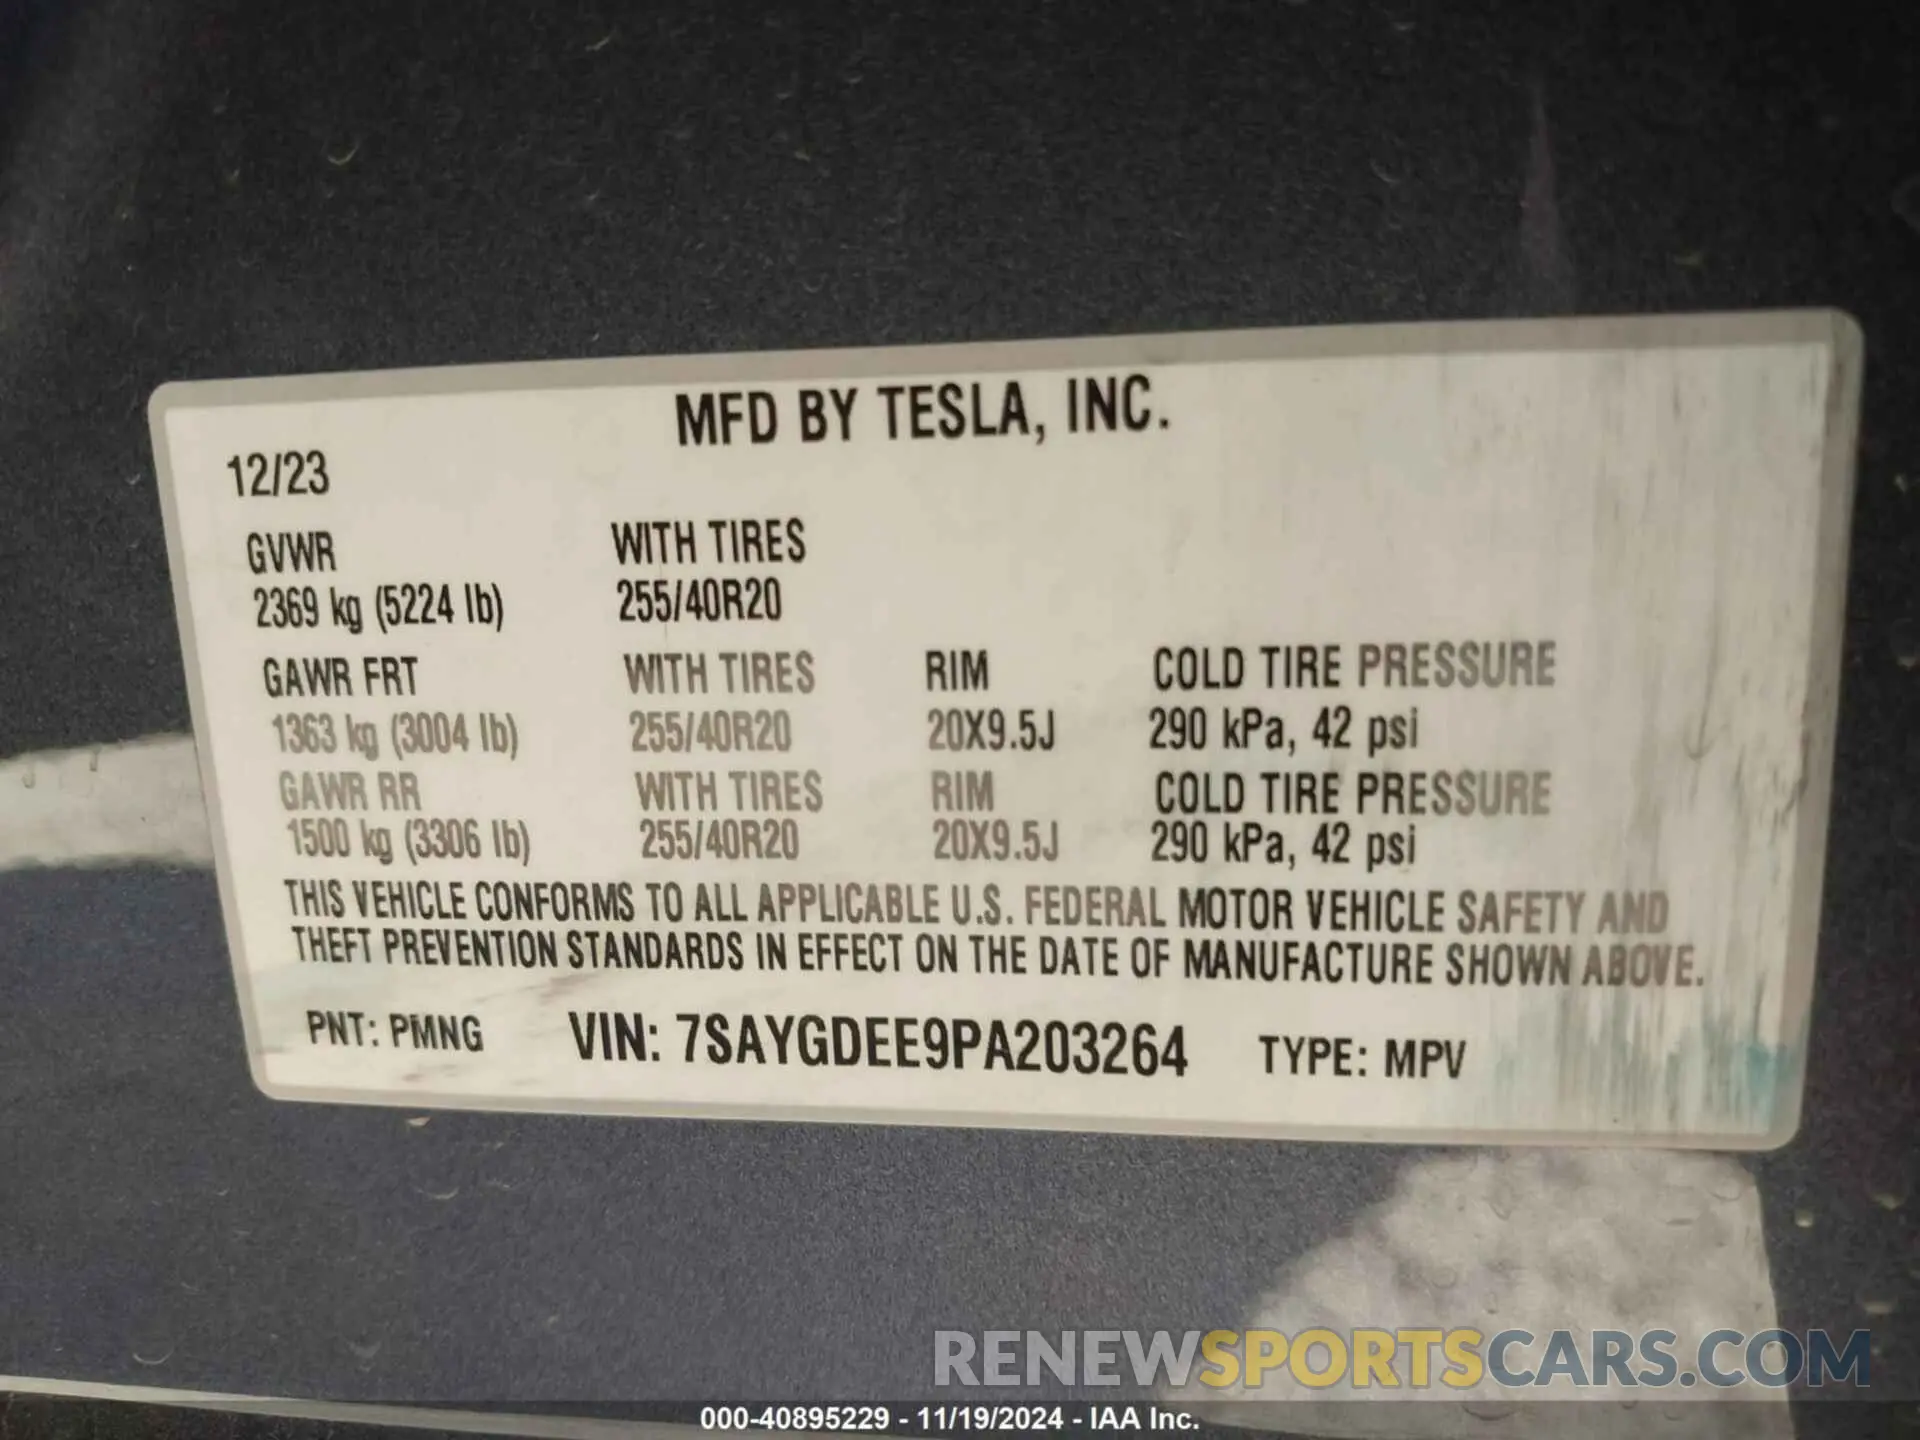 MFD BY TESLA, INC.
12/23
GVWR WITH TIRES
2369 kg (5224 lb) 255/40R20
GAWR FRT WITH TIRES RIM COLD TIRE PRESSURE
1363 kg (3004 lb) 255/40R20 20X9.5J 290 kPa, 42 psi
GAWR RR WITH TIRES RIM COLD TIRE PRESSURE
1500 kg (3306 lb) 255/40R20 20X9.5J 290 kPa, 42 psi
THIS VEHICLE CONFORMS TO ALL APPLICABLE U.S. FEDERAL MOTOR VEHICLE SAFETY AND
THEFT PREVENTION STANDARDS IN EFFECT ON THE DATE OF MANUFACTURE SHOWN ABOVE.
PNT: PMNG VIN: 7SAYGDEE9PA203264 TYPE: MPV
RENEWSPORTSCARS.COM
000-40895229 - 11/19/2024 - IAA Inc.